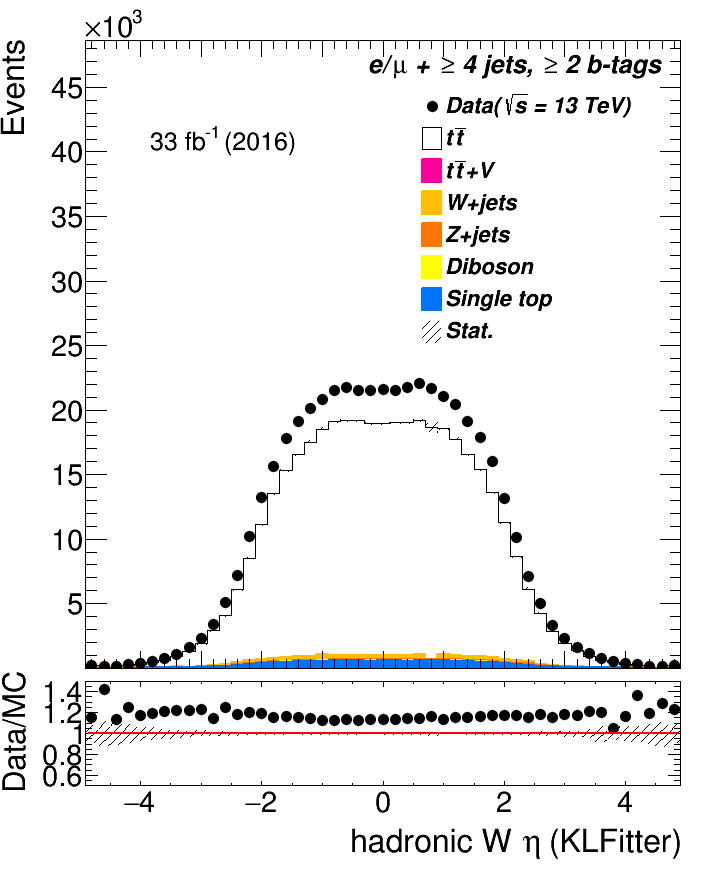 ×10³
Events
e/μ + ≥ 4 jets, ≥ 2 b-tags
Data(√s = 13 TeV)
33 fb⁻¹ (2016)
tt̅
tt̅+V
W+jets
Z+jets
Diboson
Single top
Stat.
45
40
35
30
25
20
15
10
5
Data/MC
1.4
1.2
1
0.8
0.6
−4 −2 0 2 4
hadronic W η (KLFitter)